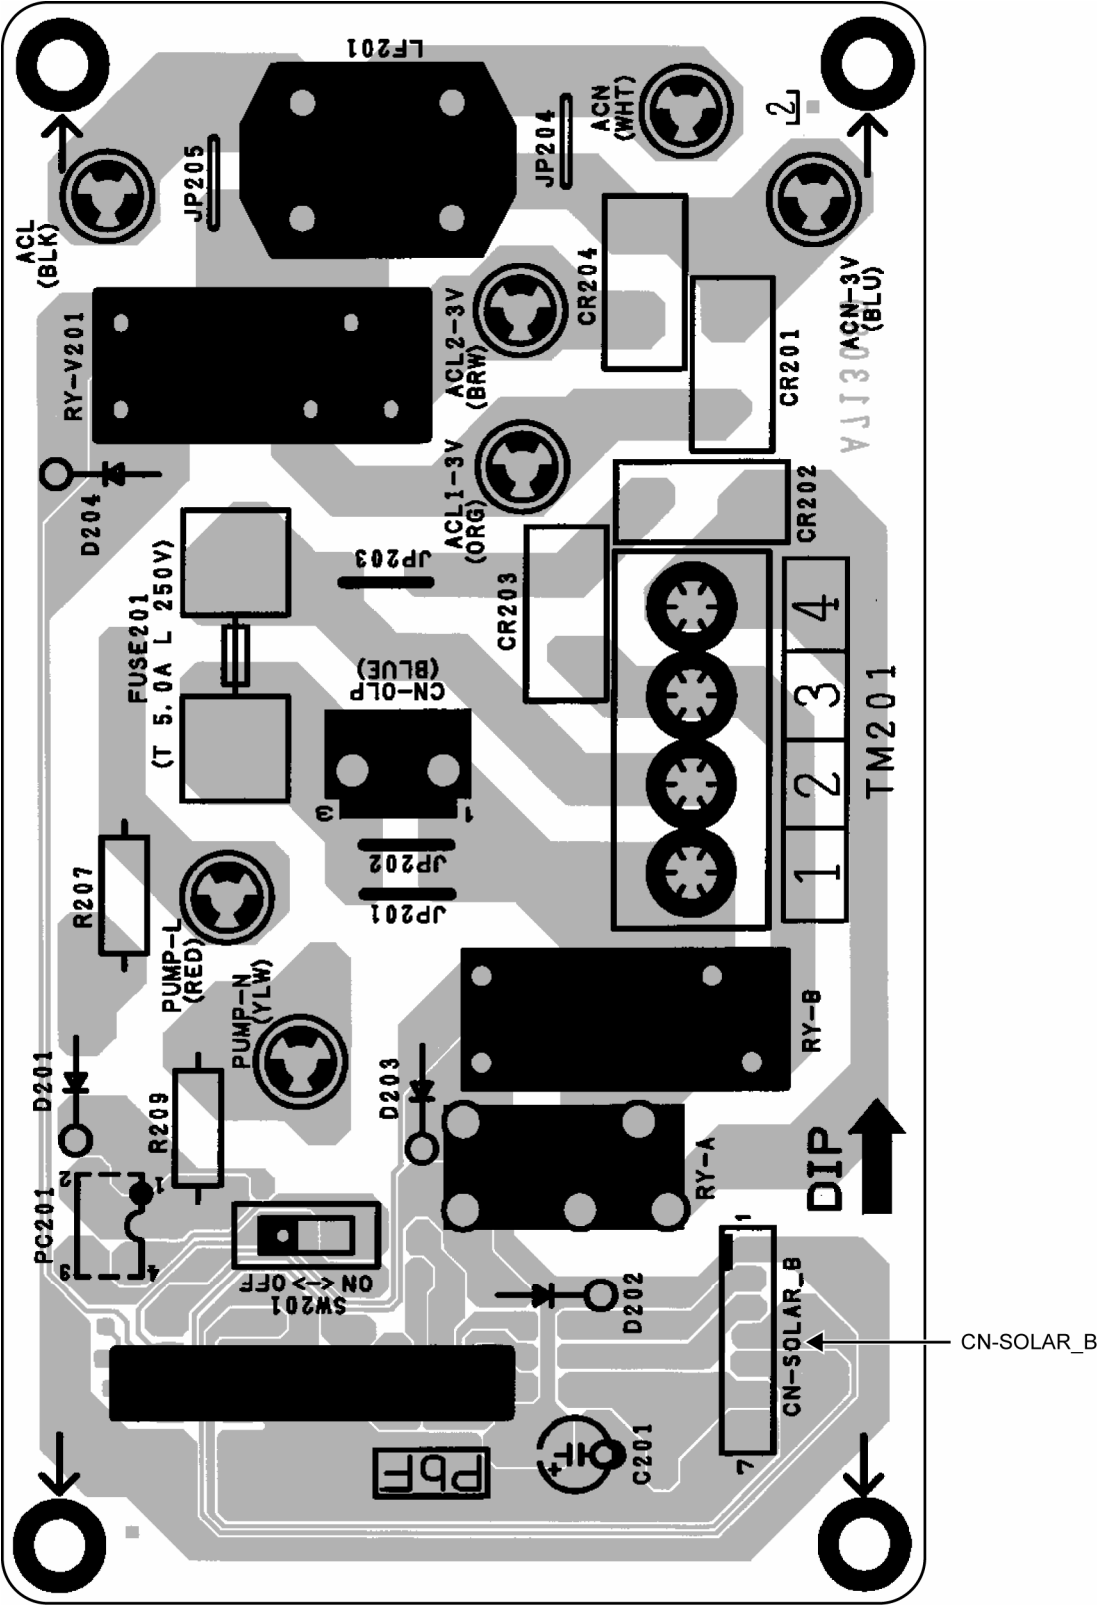 LF201
ACN
(WHT)
2
JP205
JP204
ACL
(BLK)
CR204
ACN-3V
(BLU)
RY-V201
ACL2-3V
(BRW)
CR201
ACL1-3V
(ORG)
D204
CR202
JP203
FUSE201
(T 5.0A L 250V)
CR203
4
3
2
1
TM201
CN-OLP
(BLUE)
3
1
JP202
JP201
R207
PUMP-L
(RED)
PUMP-N
(YLW)
RY-B
D201
D203
R209
RY-A
DIP
PC201
2
1
3
4
ON <-> OFF
SW201
D202
1
CN-SOLAR_B
7
CN-SOLAR_B
C201
+
PbF